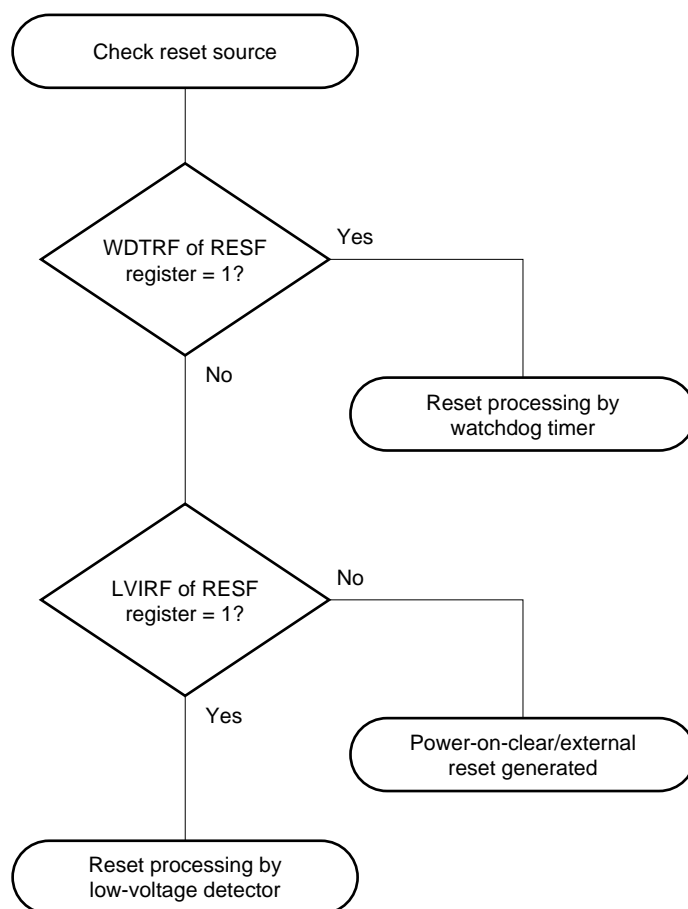 Check reset source
WDTRF of RESF
register = 1?
Yes
No
Reset processing by
watchdog timer
LVIRF of RESF
register = 1?
No
Yes
Power-on-clear/external
reset generated
Reset processing by
low-voltage detector